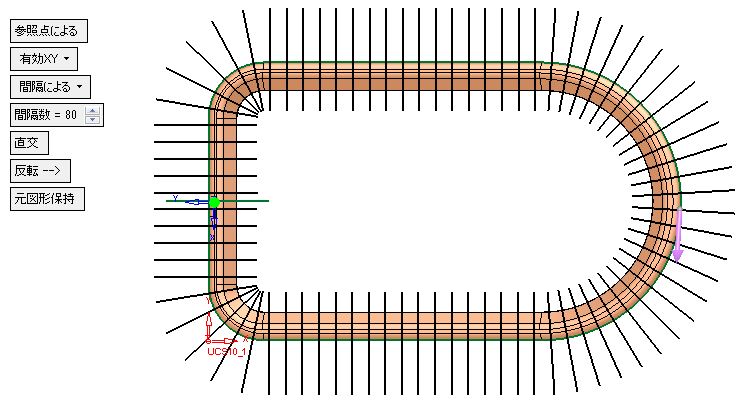 参照点による
有効XY
間隔による
間隔数 = 80
直交
反転 -->
元図形保持
Y
X
Y
X
UCS10_1